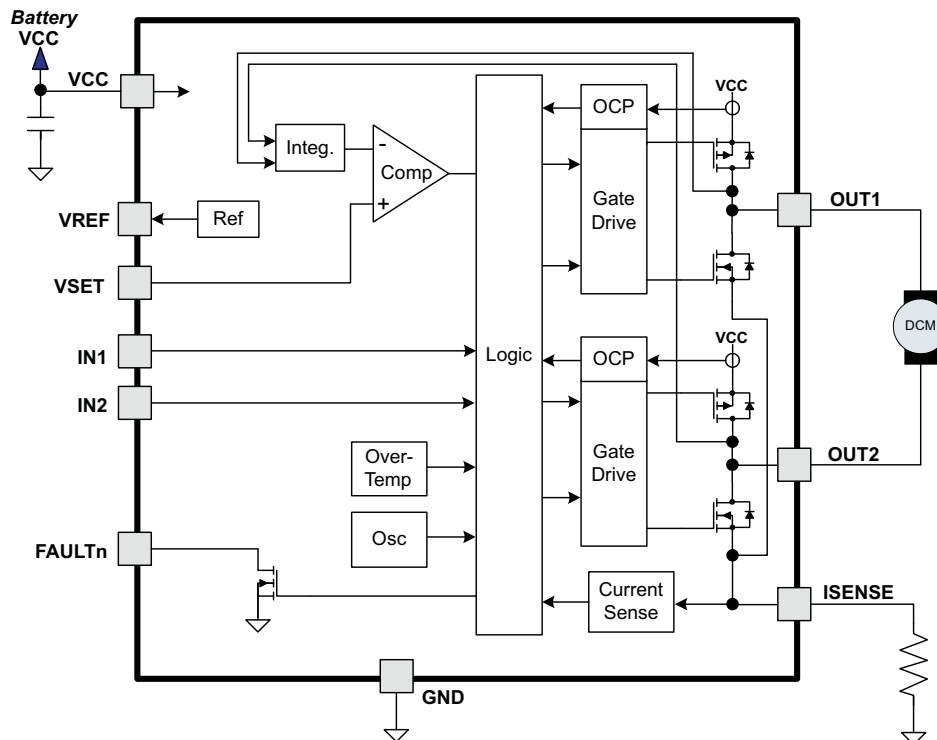 Battery
VCC
VCC
VCC
OCP
Integ.
-
Comp
+
Gate
Drive
VREF
Ref
OUT1
VSET
DCM
IN1
Logic
VCC
OCP
IN2
Gate
Drive
OUT2
Over-
Temp
Osc
FAULTn
Current
Sense
ISENSE
GND